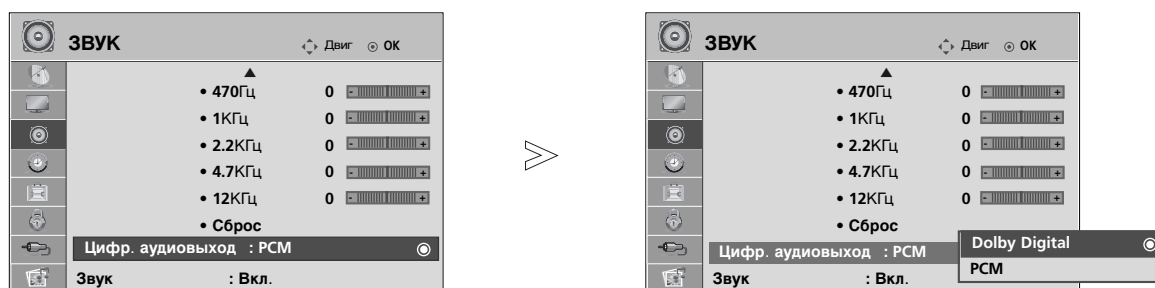 ЗВУК
Двиг ОК
• 470Гц 0 - +
• 1КГц 0 - +
• 2.2КГц 0 - +
• 4.7КГц 0 - +
• 12КГц 0 - +
• Сброс
Цифр. аудиовыход : PCM
Звук : Вкл.
ЗВУК
Двиг ОК
• 470Гц 0 - +
• 1КГц 0 - +
• 2.2КГц 0 - +
• 4.7КГц 0 - +
• 12КГц 0 - +
• Сброс
Цифр. аудиовыход : PCM
Звук : Вкл.
Dolby Digital
PCM